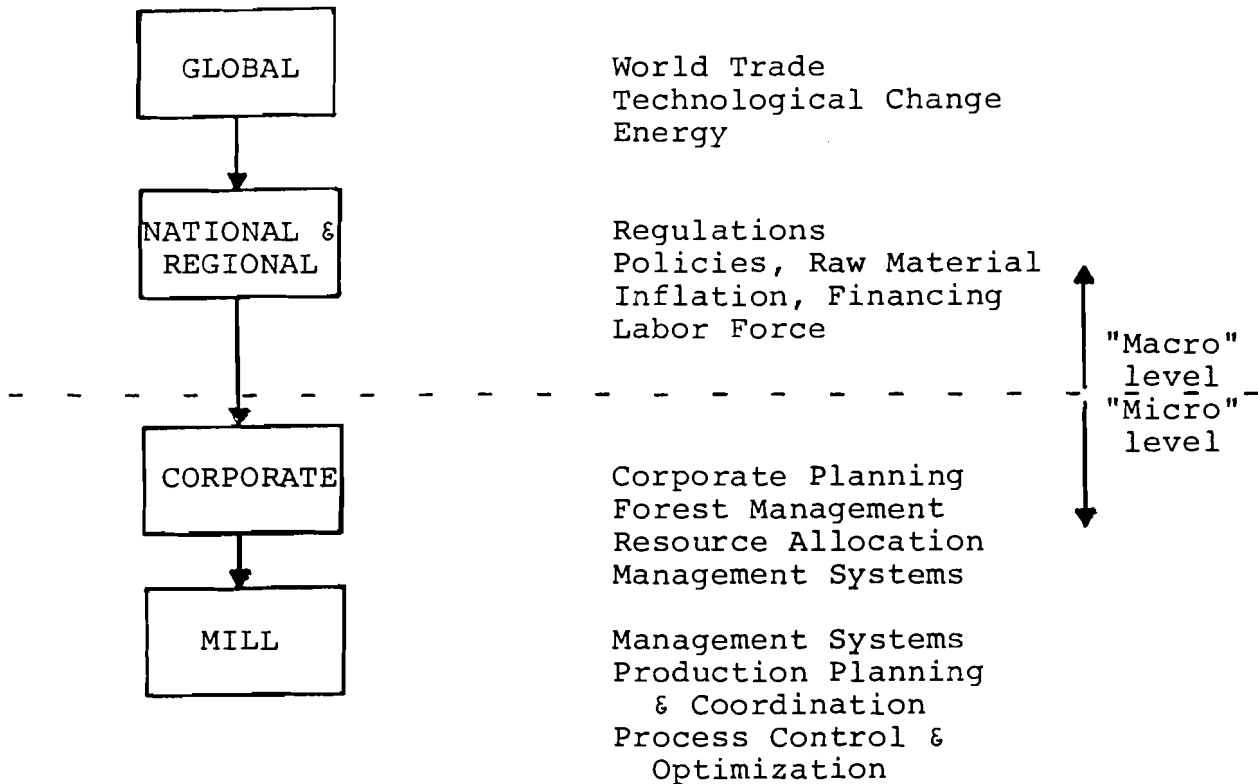 GLOBAL
World Trade
Technological Change
Energy
NATIONAL &
REGIONAL
Regulations
Policies, Raw Material
Inflation, Financing
Labor Force
"Macro"
level
"Micro"
level
CORPORATE
Corporate Planning
Forest Management
Resource Allocation
Management Systems
MILL
Management Systems
Production Planning
& Coordination
Process Control &
Optimization